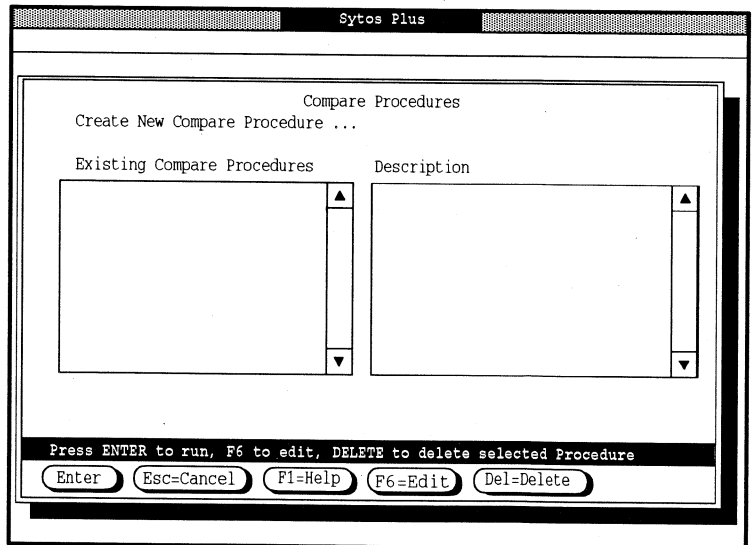 Sytos Plus
Compare Procedures
Create New Compare Procedure ...
Existing Compare Procedures Description
Press ENTER to run, F6 to edit, DELETE to delete selected Procedure
Enter Esc=Cancel F1=Help F6=Edit Del=Delete